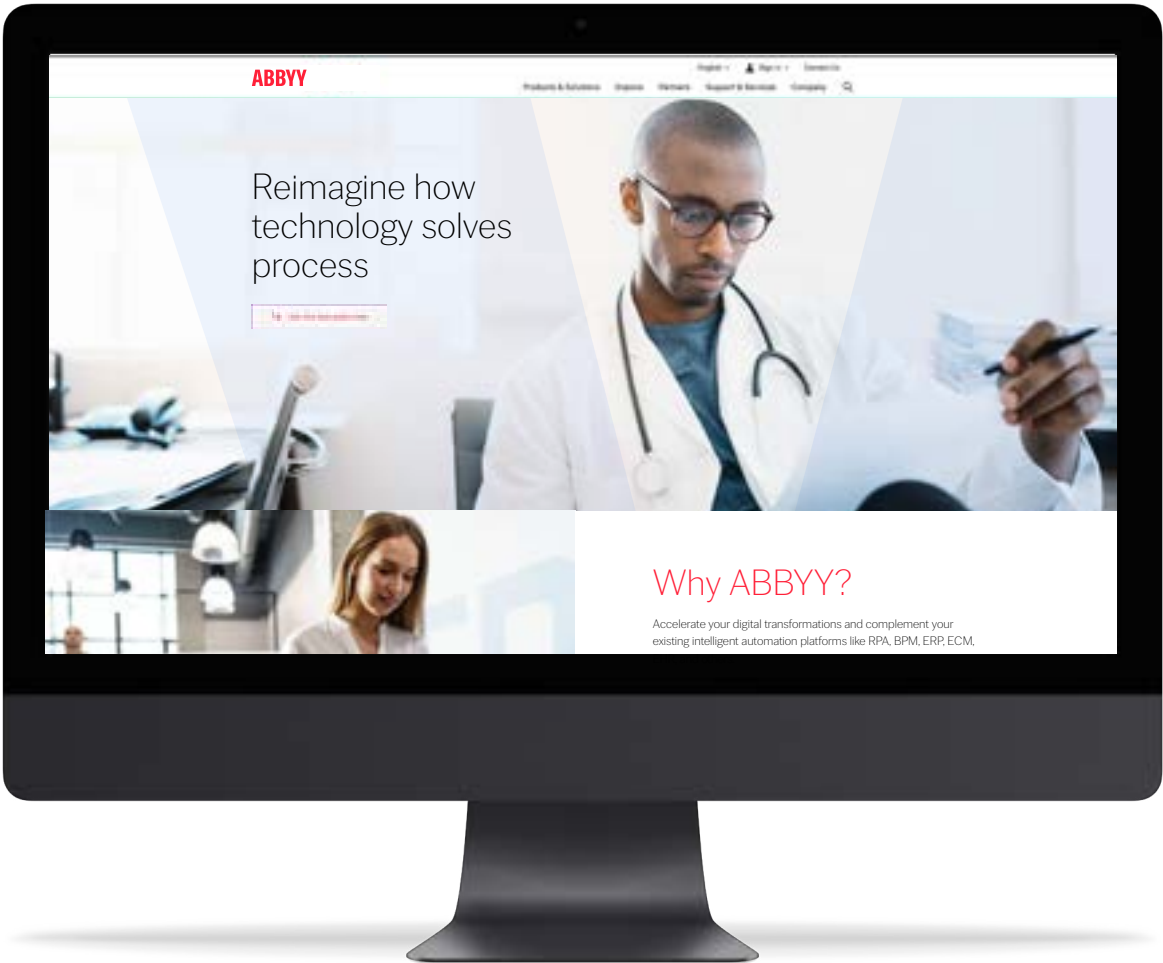 ABBYY
English
Sign in
Contact Us
Products & Solutions Explore Partners Support & Services Company
Reimagine how
technology solves
process
Why ABBYY?
Accelerate your digital transformations and complement your
existing intelligent automation platforms like RPA, BPM, ERP, ECM,